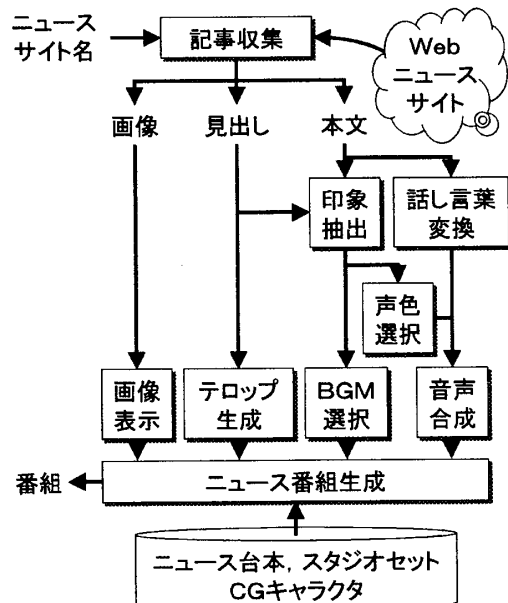 ニュース
サイト名
記事収集
Web
ニュース
サイト
画像
見出し
本文
印象
抽出
話し言葉
変換
声色
選択
画像
表示
テロップ
生成
BGM
選択
音声
合成
番組
ニュース番組生成
ニュース台本，スタジオセット
CGキャラクタ